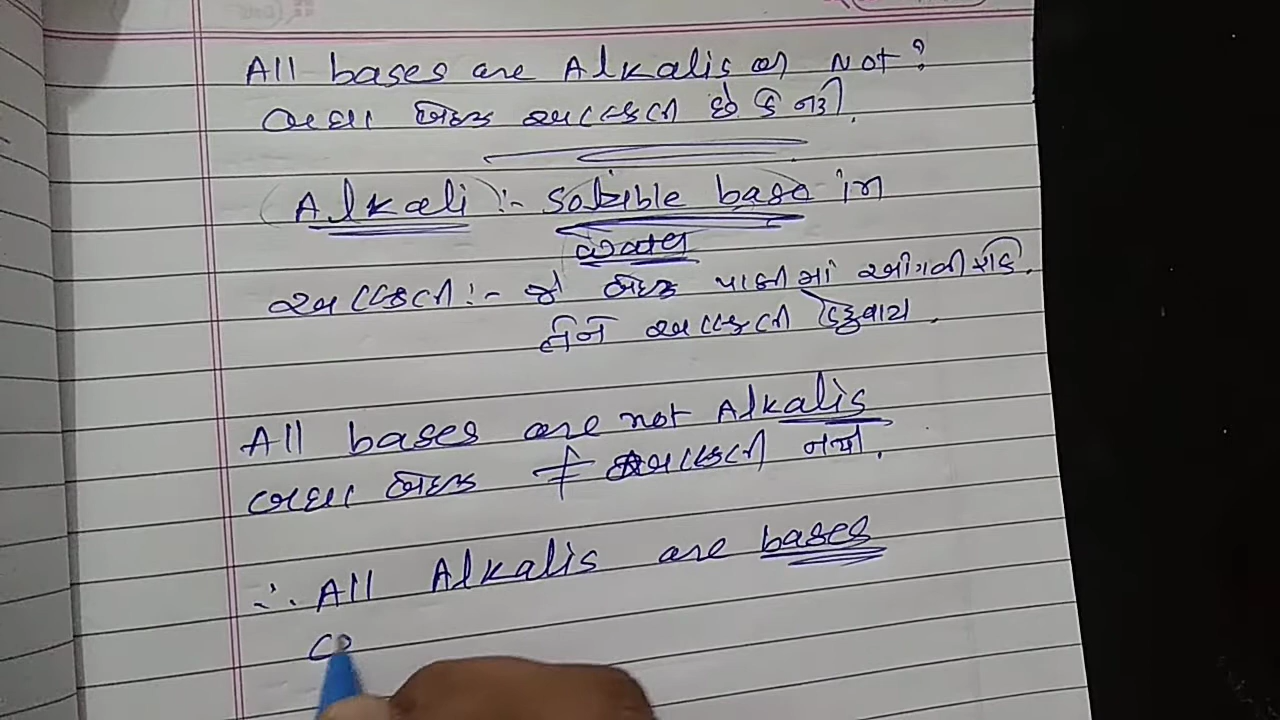 All bases are Alkalis or Not?
બધા બેઇઝ આલ્કલી છે કે નહી.
Alkali :- Soluble base in
water
આલ્કલી :- જે બેઇઝ પાણીમાં ઓગળી જાય.
તેને આલ્કલી કહેવાય.
All bases are not Alkalis
બધા બેઇઝ ≠ આલ્કલી નથી.
∴ All Alkalis are bases